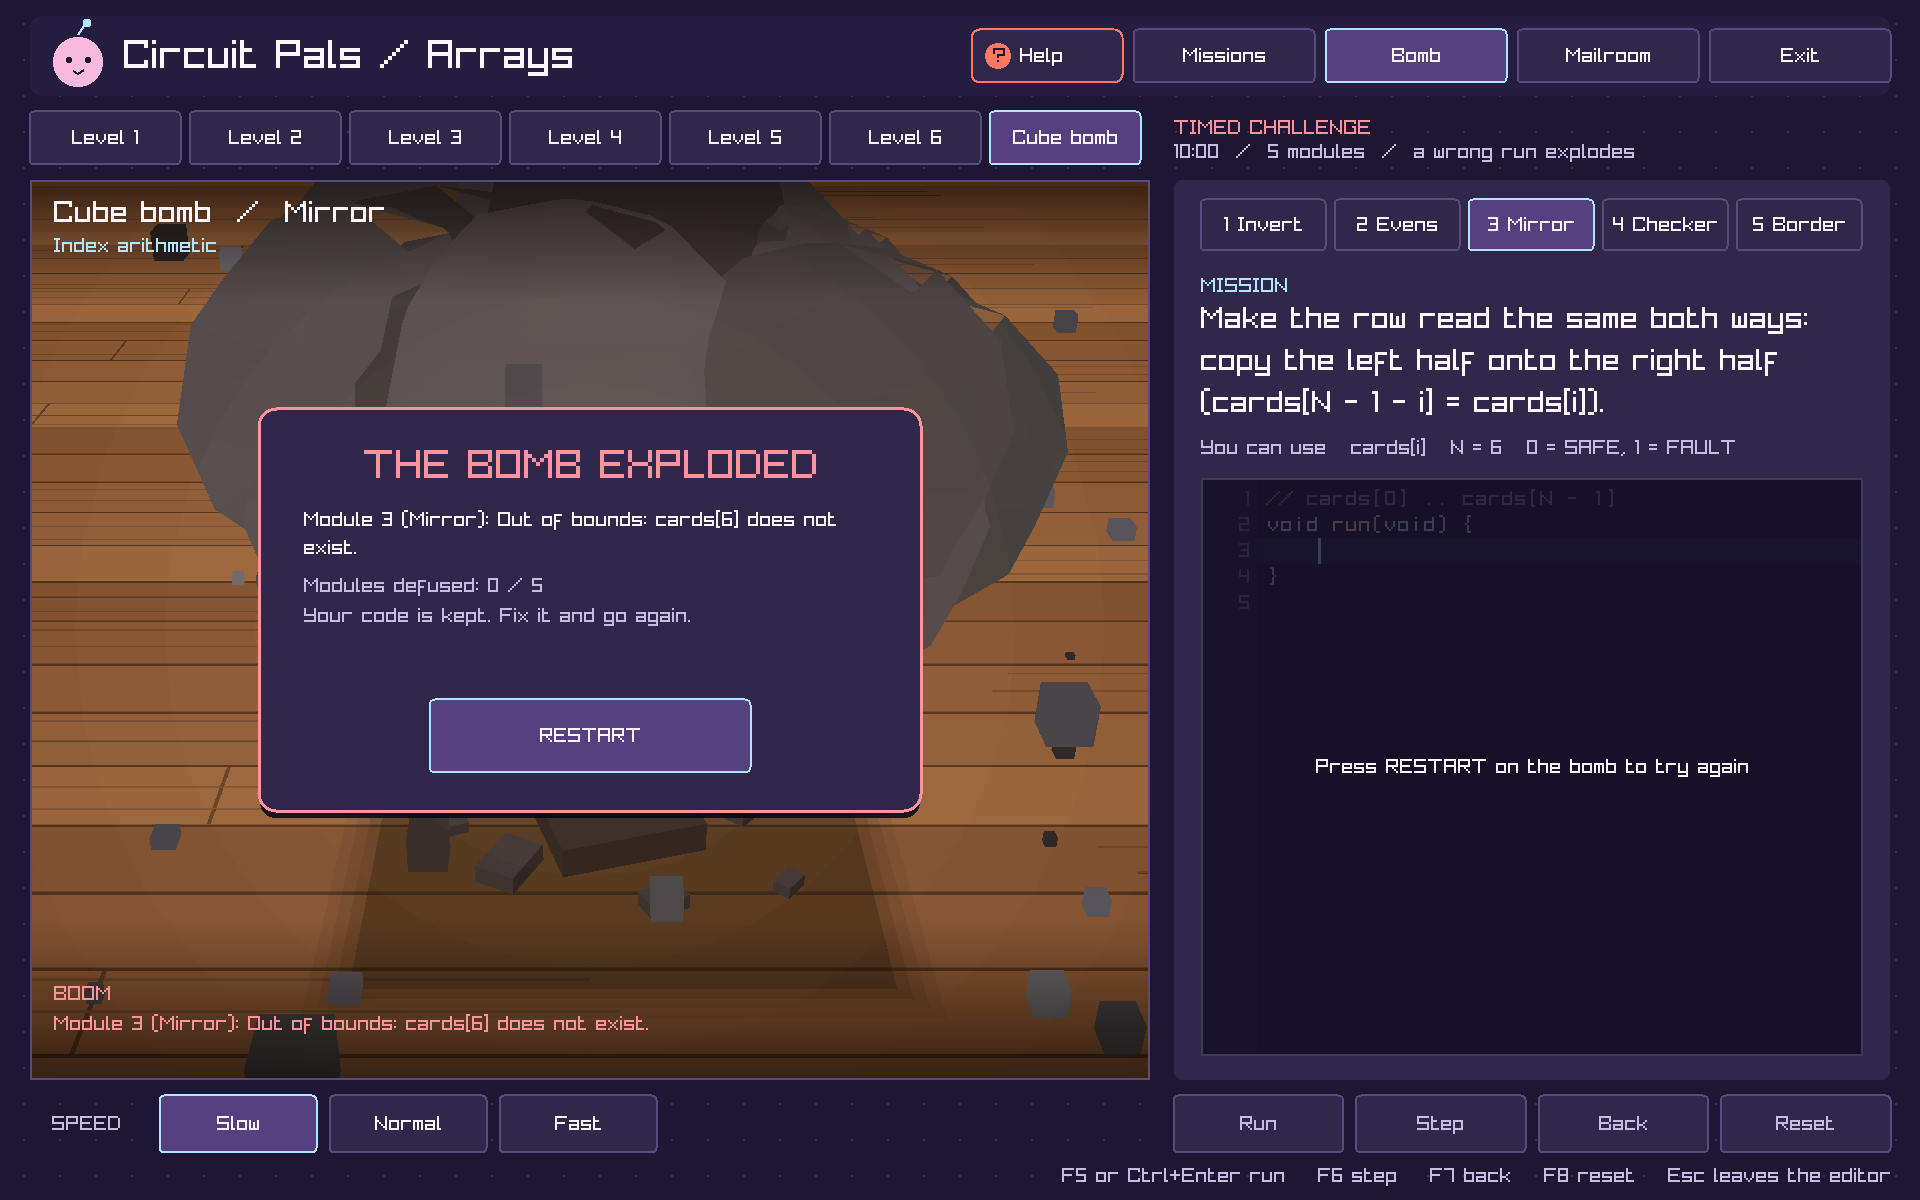 Circuit Pals / Arrays
? Help
Missions
Bomb
Mailroom
Exit
Level 1
Level 2
Level 3
Level 4
Level 5
Level 6
Cube bomb
TIMED CHALLENGE
10:00 / 5 modules / a wrong run explodes
Cube bomb / Mirror
Index arithmetic
THE BOMB EXPLODED
Module 3 (Mirror): Out of bounds: cards[6] does not
exist.
Modules defused: 0 / 5
Your code is kept. Fix it and go again.
RESTART
BOOM
Module 3 (Mirror): Out of bounds: cards[6] does not exist.
1 Invert
2 Evens
3 Mirror
4 Checker
5 Border
MISSION
Make the row read the same both ways:
copy the left half onto the right half
(cards[N - 1 - i] = cards[i]).
You can use cards[i] N = 6 0 = SAFE, 1 = FAULT
1 // cards[0] .. cards[N - 1]
2 void run(void) {
3
4 }
5
Press RESTART on the bomb to try again
SPEED
Slow
Normal
Fast
Run
Step
Back
Reset
F5 or Ctrl+Enter run F6 step F7 back F8 reset Esc leaves the editor